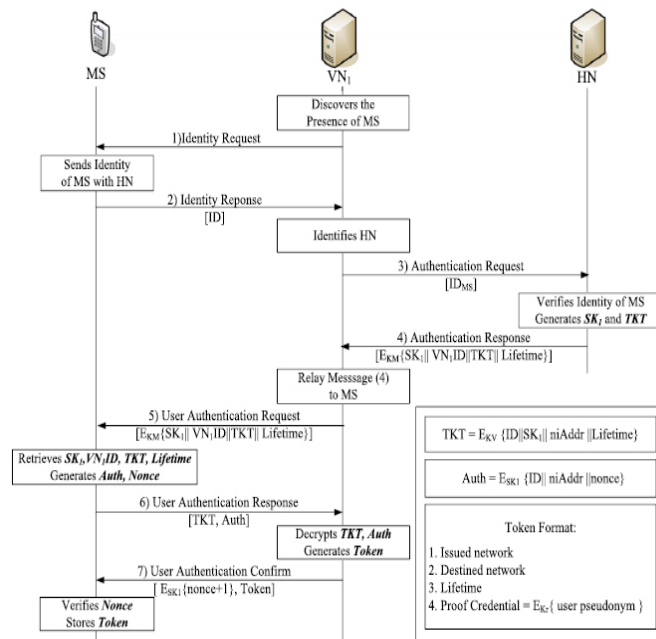 MS
VN1
HN
Discovers the
Presence of MS
1)Identity Request
Sends Identity
of MS with HN
2) Identity Reponse
[ID]
Identifies HN
3) Authentication Request
[IDMS]
Verifies Identity of MS
Generates SK1 and TKT
4) Authentication Response
[EKM{SK1|| VN1ID||TKT|| Lifetime}]
Relay Messsage (4)
to MS
5) User Authentication Request
[EKM{SK1|| VN1ID||TKT|| Lifetime}]
Retrieves SK1,VN1ID, TKT, Lifetime
Generates Auth, Nonce
6) User Authentication Response
[TKT, Auth]
Decrypts TKT, Auth
Generates Token
7) User Authentication Confirm
[ ESK1{nonce+1}, Token]
Verifies Nonce
Stores Token
TKT = EKV {ID||SK1|| niAddr ||Lifetime}
Auth = ESK1 {ID|| niAddr ||nonce}
Token Format:
1. Issued network
2. Destined network
3. Lifetime
4. Proof Credential = EKr{ user pseudonym }